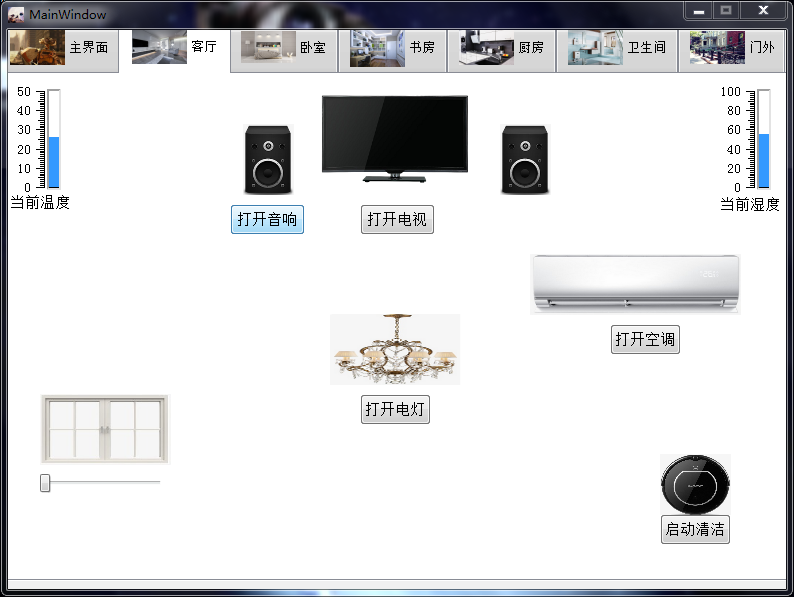 MainWindow
主界面
客厅
卧室
书房
厨房
卫生间
门外
50
40
30
20
10
0
当前温度
100
80
60
40
20
0
当前湿度
打开音响
打开电视
打开空调
打开电灯
启动清洁